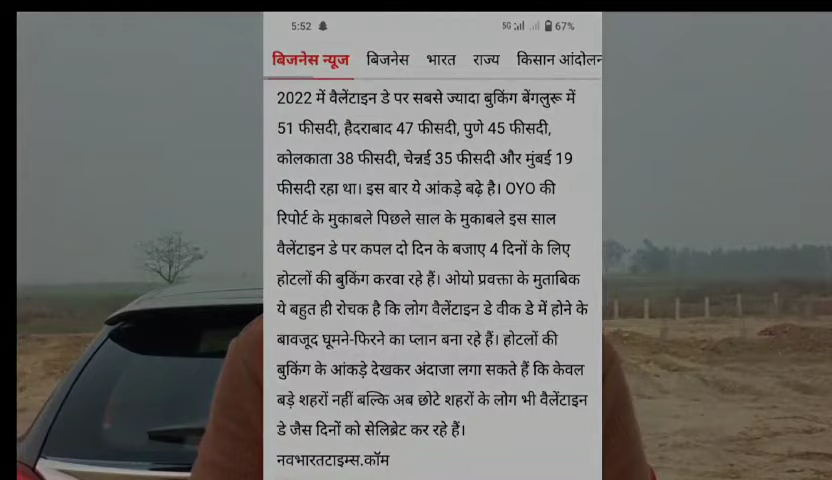 5:52 5G 67%
बिजनेस न्यूज बिजनेस भारत राज्य किसान आंदोलन
2022 में वैलेंटाइन डे पर सबसे ज्यादा बुकिंग बेंगलुरू में
51 फीसदी, हैदराबाद 47 फीसदी, पुणे 45 फीसदी,
कोलकाता 38 फीसदी, चेन्नई 35 फीसदी और मुंबई 19
फीसदी रहा था। इस बार ये आंकड़े बढ़े है। OYO की
रिपोर्ट के मुकाबले पिछले साल के मुकाबले इस साल
वैलेंटाइन डे पर कपल दो दिन के बजाए 4 दिनों के लिए
होटलों की बुकिंग करवा रहे हैं। ओयो प्रवक्ता के मुताबिक
ये बहुत ही रोचक है कि लोग वैलेंटाइन डे वीक डे में होने के
बावजूद घूमने-फिरने का प्लान बना रहे हैं। होटलों की
बुकिंग के आंकड़े देखकर अंदाजा लगा सकते हैं कि केवल
बड़े शहरों नहीं बल्कि अब छोटे शहरों के लोग भी वैलेंटाइन
डे जैस दिनों को सेलिब्रेट कर रहे हैं।
नवभारतटाइम्स.कॉम